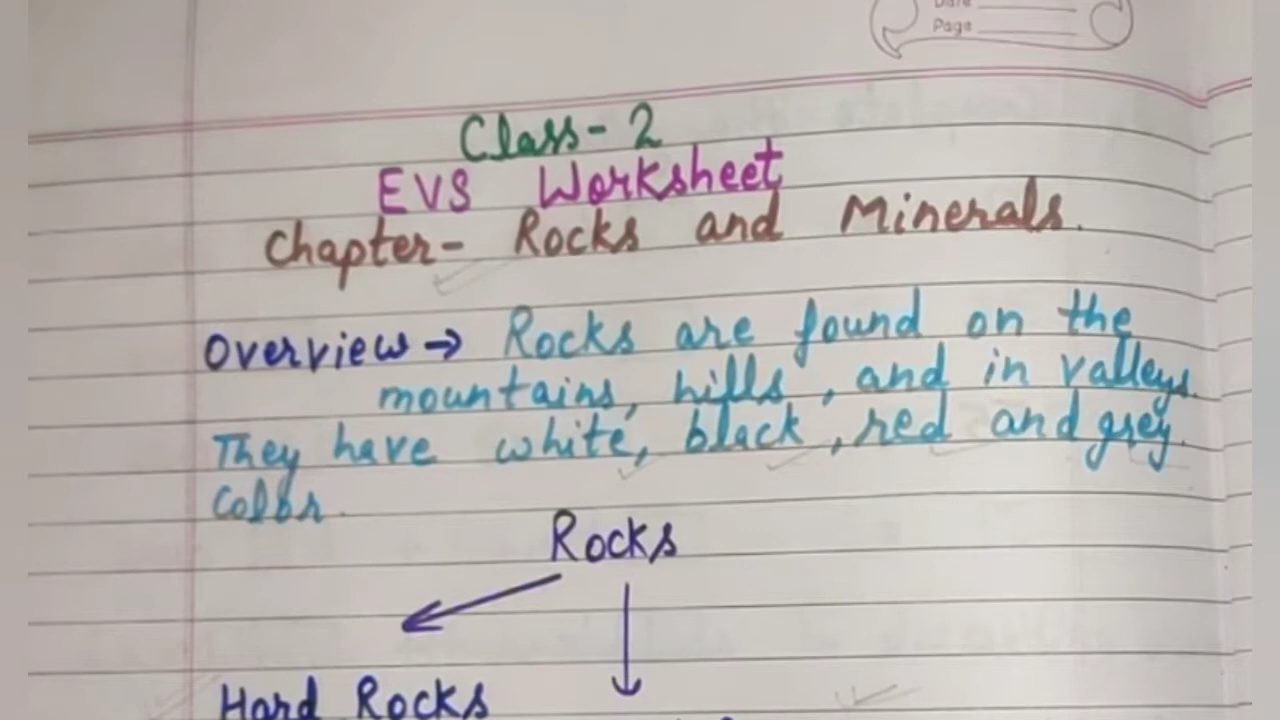 Date
Page
Class- 2
EVS Worksheet
Chapter- Rocks and Minerals.
Overview → Rocks are found on the
mountains, hills, and in valleys.
They have white, black, red and grey
color.
Rocks
Hard Rocks